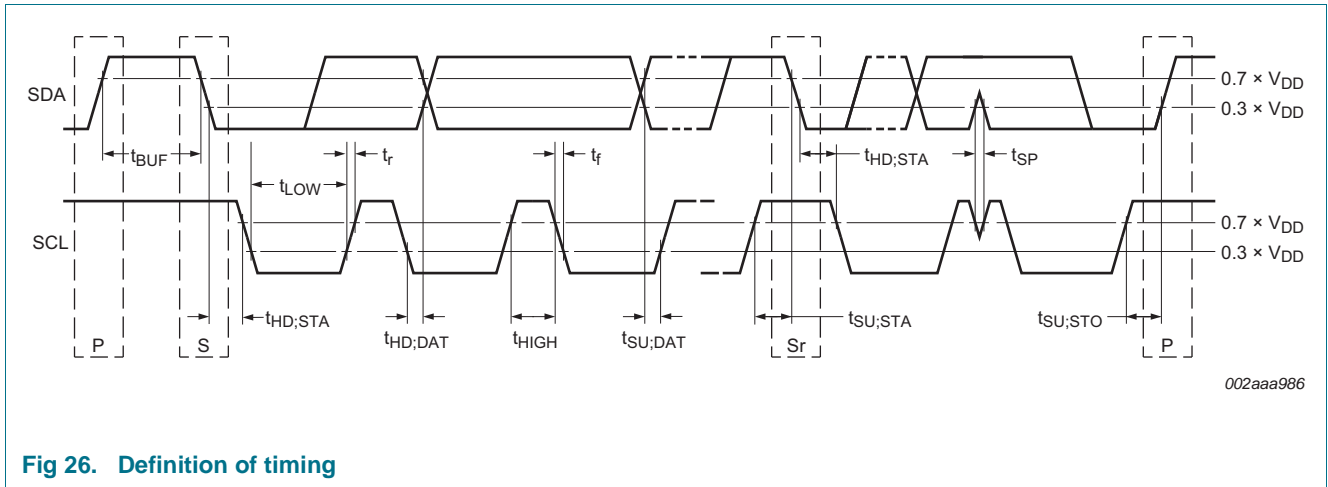 SDA
0.7 × VDD
0.3 × VDD
tBUF
tLOW
tr
tf
tHD;STA
tSP
SCL
0.7 × VDD
0.3 × VDD
tHD;STA
tHD;DAT
tHIGH
tSU;DAT
tSU;STA
tSU;STO
P
S
Sr
P
002aaa986
Fig 26. Definition of timing